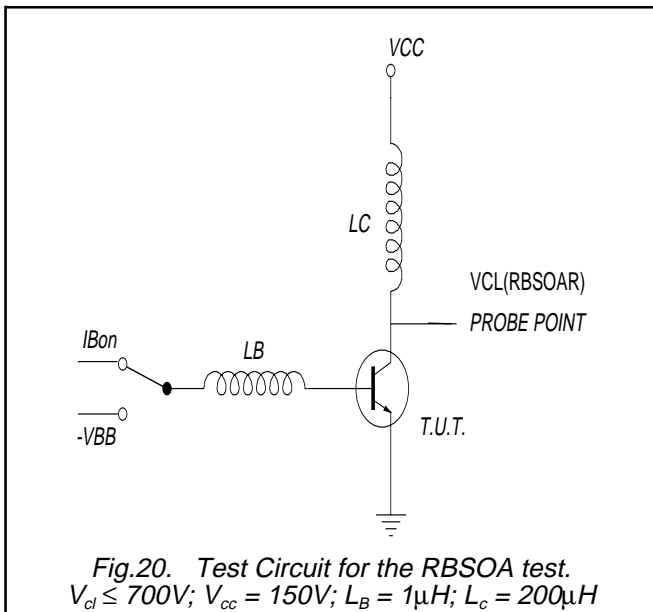 VCC
LC
VCL(RBSOAR)
PROBE POINT
IBon
LB
-VBB
T.U.T.
Fig.20. Test Circuit for the RBSOA test.
Vcl ≤ 700V; Vcc = 150V; LB = 1μH; Lc = 200μH